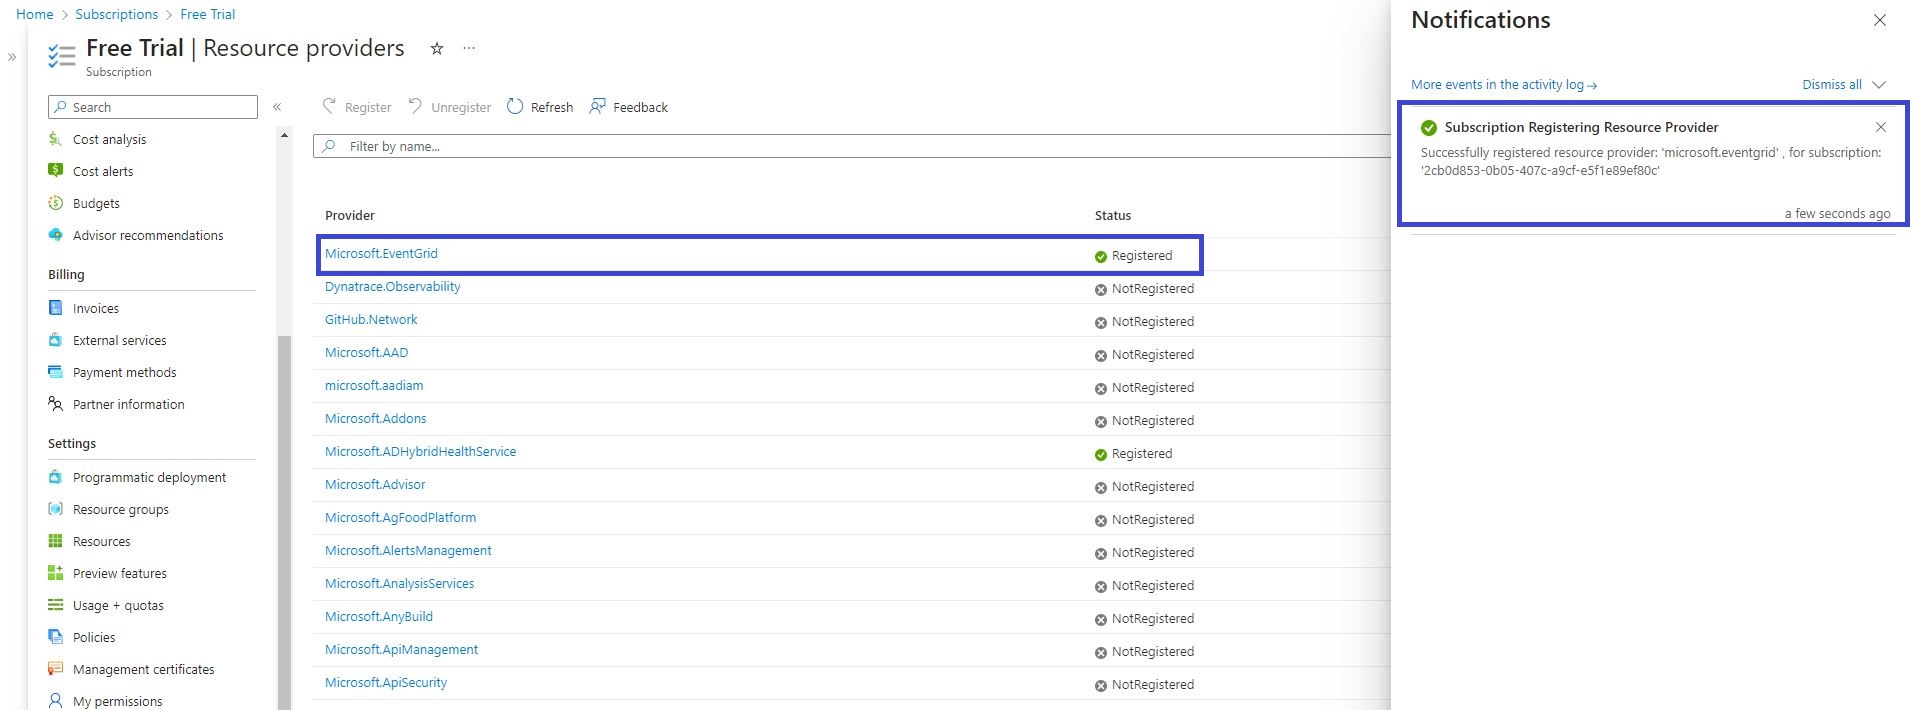 Home > Subscriptions > Free Trial
»
Free Trial | Resource providers ☆ ···
Subscription
Search «
Cost analysis
Cost alerts
Budgets
Advisor recommendations
Billing
Invoices
External services
Payment methods
Partner information
Settings
Programmatic deployment
Resource groups
Resources
Preview features
Usage + quotas
Policies
Management certificates
My permissions
Register Unregister Refresh Feedback
Filter by name...
Provider Status
Microsoft.EventGrid Registered
Dynatrace.Observability NotRegistered
GitHub.Network NotRegistered
Microsoft.AAD NotRegistered
microsoft.aadiam NotRegistered
Microsoft.Addons NotRegistered
Microsoft.ADHybridHealthService Registered
Microsoft.Advisor NotRegistered
Microsoft.AgFoodPlatform NotRegistered
Microsoft.AlertsManagement NotRegistered
Microsoft.AnalysisServices NotRegistered
Microsoft.AnyBuild NotRegistered
Microsoft.ApiManagement NotRegistered
Microsoft.ApiSecurity NotRegistered
Notifications
More events in the activity log → Dismiss all
Subscription Registering Resource Provider
Successfully registered resource provider: 'microsoft.eventgrid' , for subscription:
'2cb0d853-0b05-407c-a9cf-e5f1e89ef80c'
a few seconds ago